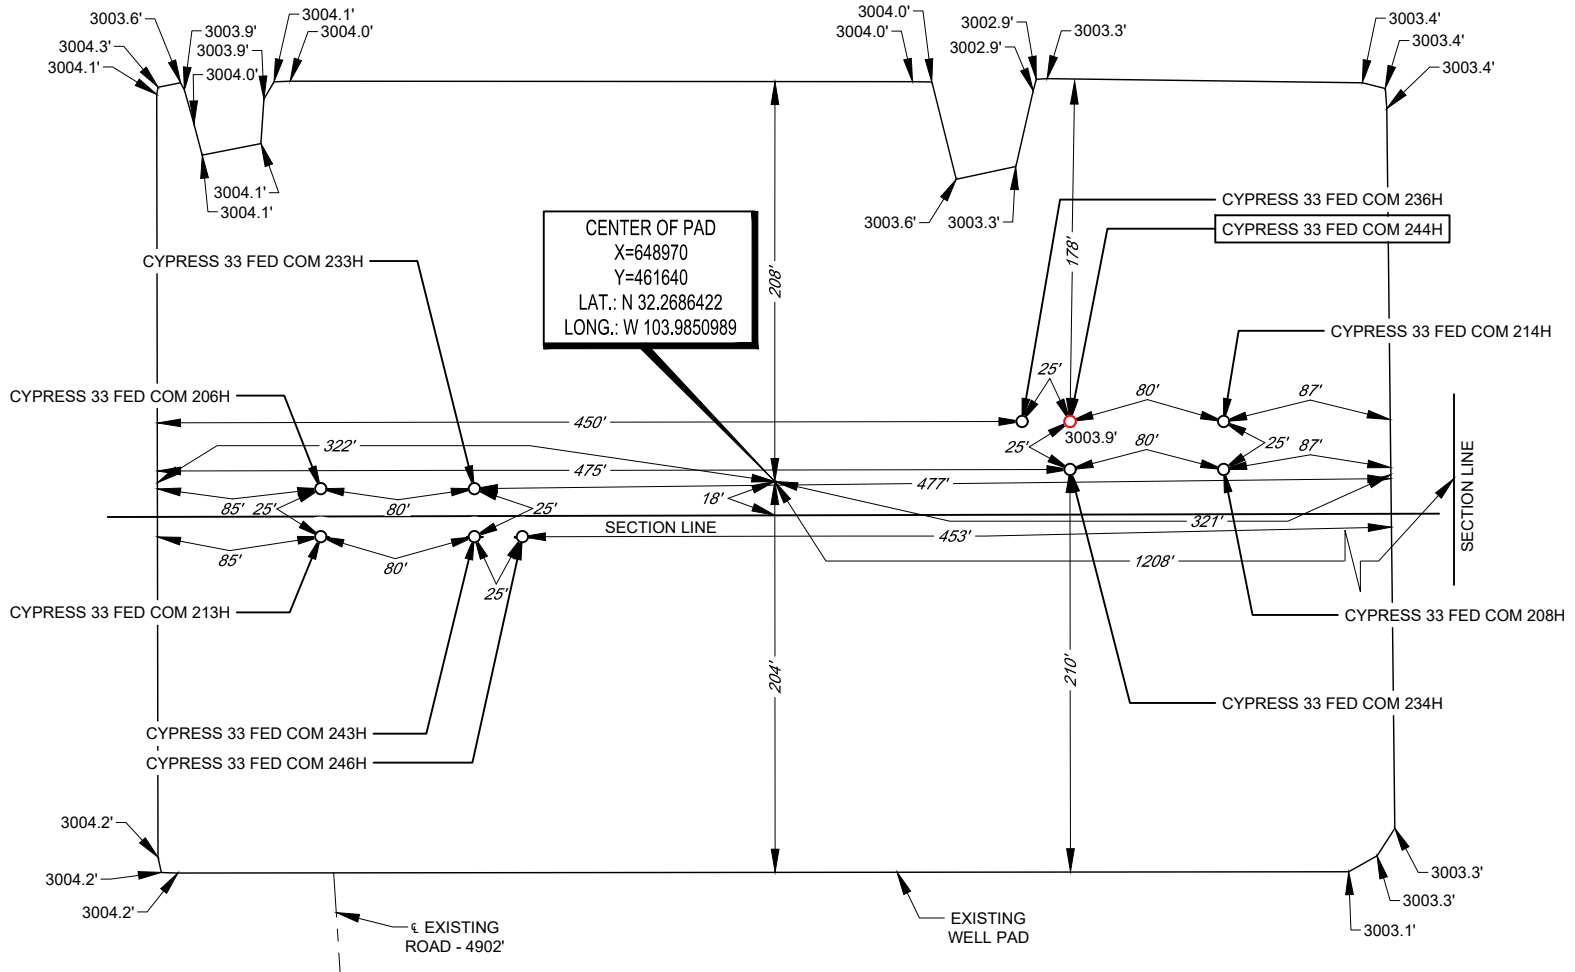 3003.6'
3004.3'
3004.1'
3003.9'
3003.9'
3004.0'
3004.1'
3004.0'
3004.1'
3004.1'
3004.0'
3004.0'
3002.9'
3002.9'
3003.3'
3003.4'
3003.4'
3003.4'
3003.6'
3003.3'
CYPRESS 33 FED COM 236H
CYPRESS 33 FED COM 244H
CENTER OF PAD
X=648970
Y=461640
LAT.: N 32.2686422
LONG.: W 103.9850989
208'
178'
CYPRESS 33 FED COM 233H
CYPRESS 33 FED COM 214H
CYPRESS 33 FED COM 206H
25'
80'
87'
450'
3003.9'
322'
25'
80'
25'
87'
475'
477'
18'
85'
25'
80'
25'
SECTION LINE
321'
SECTION LINE
453'
85'
80'
25'
1208'
CYPRESS 33 FED COM 213H
CYPRESS 33 FED COM 208H
204'
210'
CYPRESS 33 FED COM 234H
CYPRESS 33 FED COM 243H
CYPRESS 33 FED COM 246H
3004.2'
3004.2'
3004.2'
3003.3'
3003.3'
3003.1'
℄ EXISTING
ROAD - 4902'
EXISTING
WELL PAD